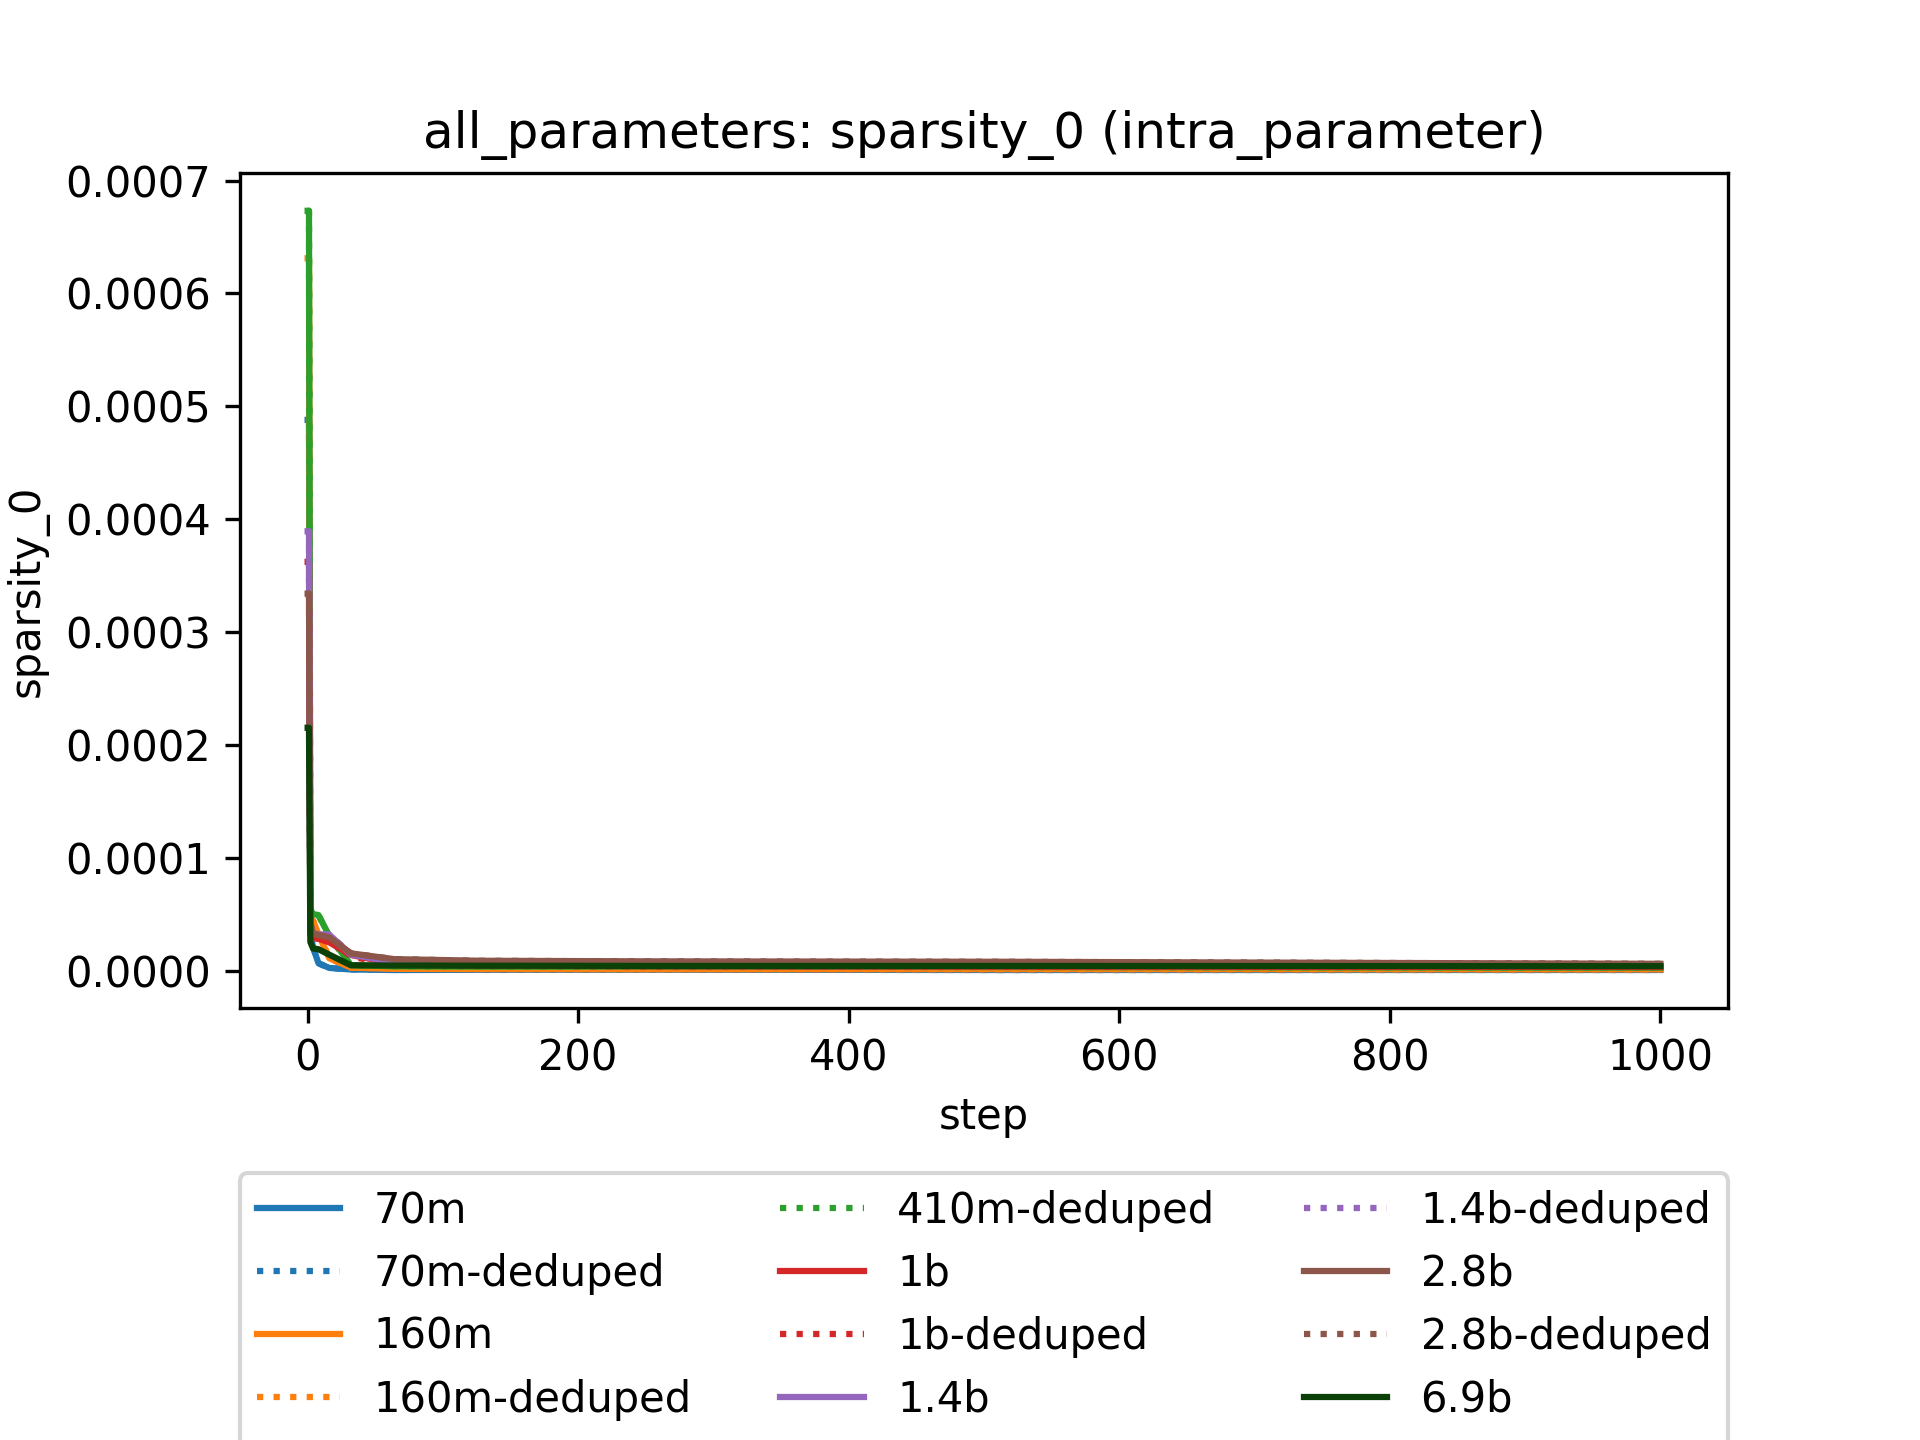 all_parameters: sparsity_0 (intra_parameter)
0.0007
0.0006
0.0005
0.0004
0.0003
0.0002
0.0001
0.0000
sparsity_0
0 200 400 600 800 1000
step
70m
70m-deduped
160m
160m-deduped
410m-deduped
1b
1b-deduped
1.4b
1.4b-deduped
2.8b
2.8b-deduped
6.9b